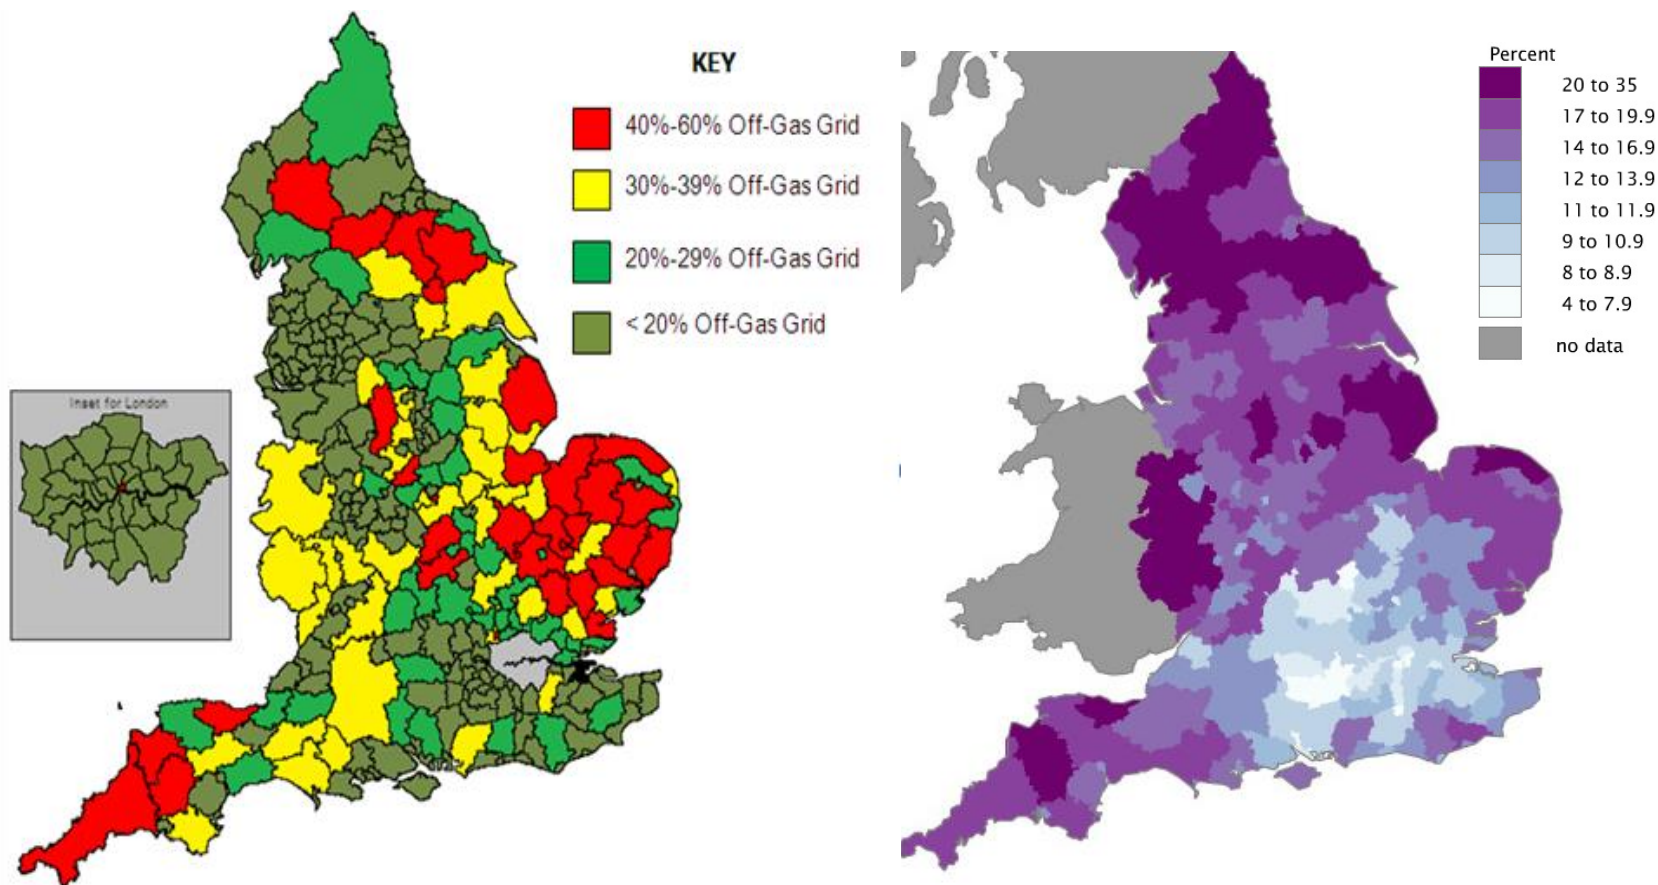 KEY
40%-60% Off-Gas Grid
30%-39% Off-Gas Grid
20%-29% Off-Gas Grid
< 20% Off-Gas Grid
Inset for London
Percent
20 to 35
17 to 19.9
14 to 16.9
12 to 13.9
11 to 11.9
9 to 10.9
8 to 8.9
4 to 7.9
no data